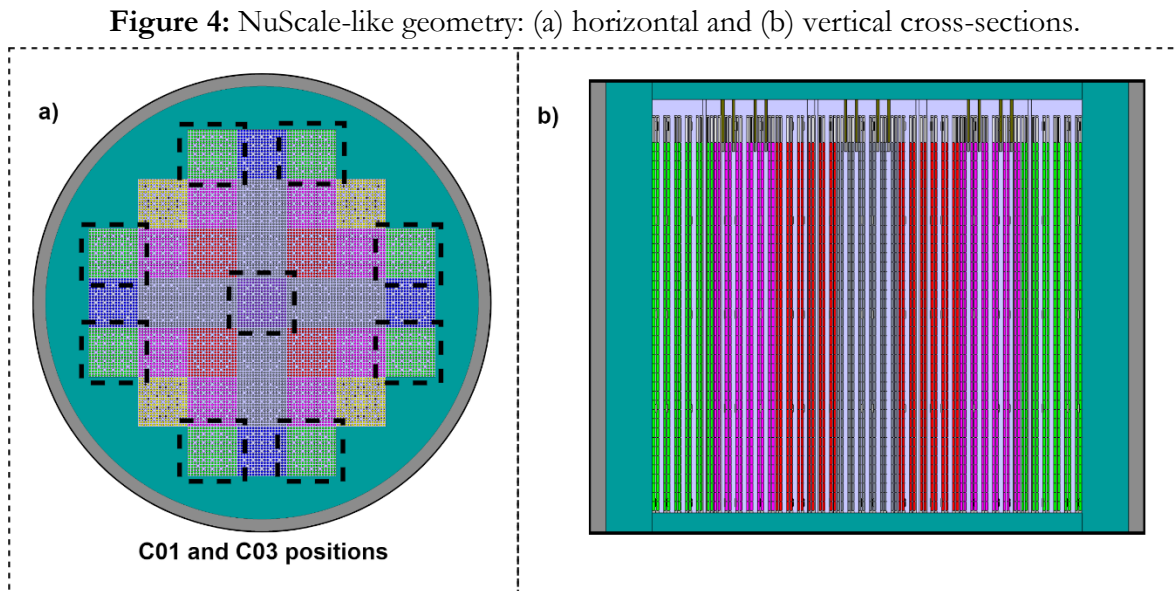 Figure 4: NuScale-like geometry: (a) horizontal and (b) vertical cross-sections.
a)
b)
C01 and C03 positions